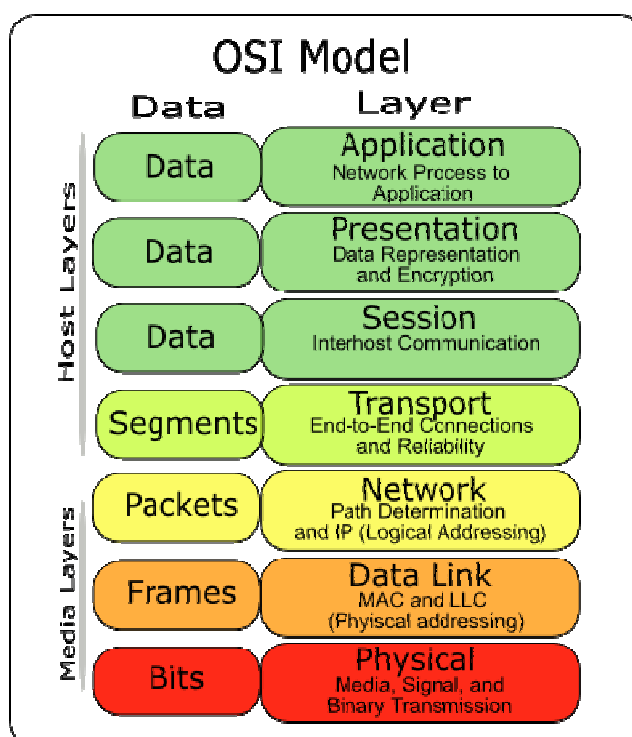 OSI Model
Data Layer
Host Layers
Data
Application
Network Process to
Application
Data
Presentation
Data Representation
and Encryption
Data
Session
Interhost Communication
Segments
Transport
End-to-End Connections
and Reliability
Media Layers
Packets
Network
Path Determination
and IP (Logical Addressing)
Frames
Data Link
MAC and LLC
(Phyiscal addressing)
Bits
Physical
Media, Signal, and
Binary Transmission